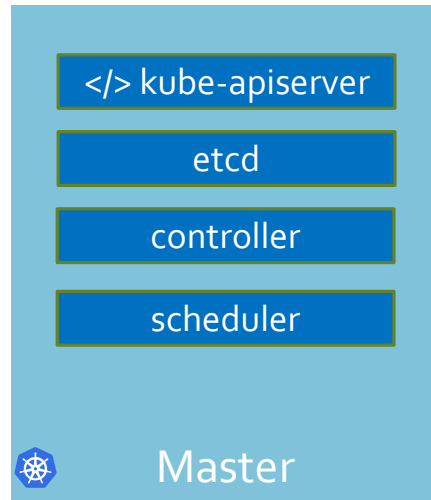 </> kube-apiserver
etcd
controller
scheduler
Master